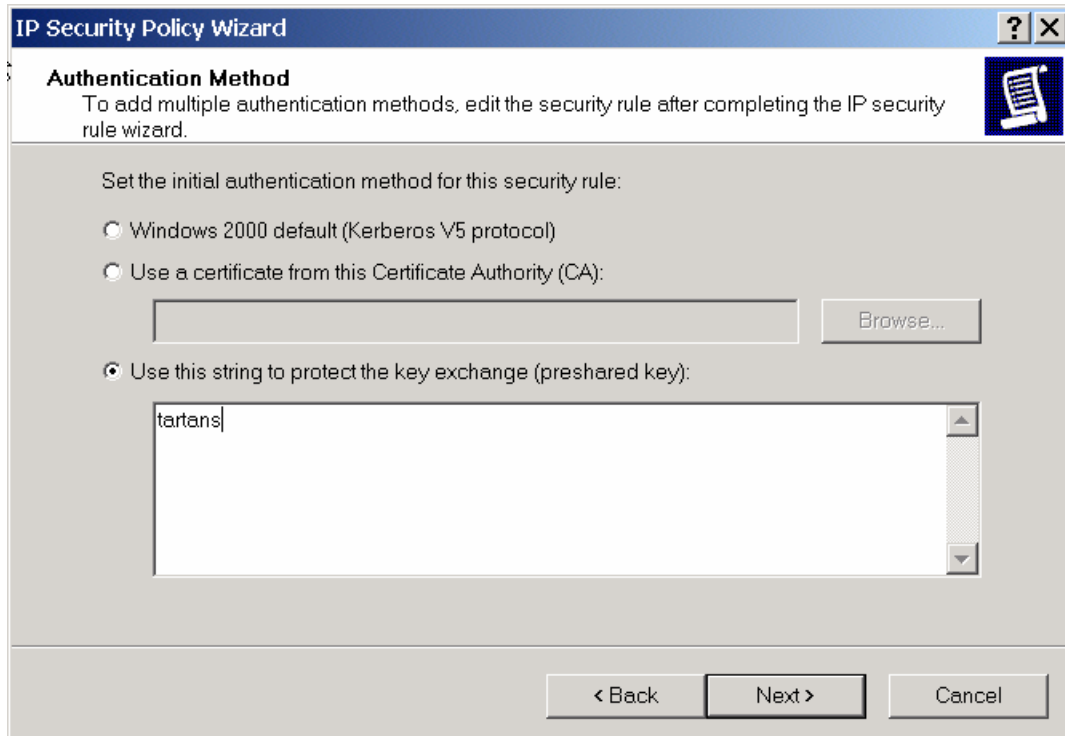 IP Security Policy Wizard
Authentication Method
To add multiple authentication methods, edit the security rule after completing the IP security
rule wizard.
Set the initial authentication method for this security rule:
Windows 2000 default (Kerberos V5 protocol)
Use a certificate from this Certificate Authority (CA):
Browse...
Use this string to protect the key exchange (preshared key):
tartans
< Back Next > Cancel